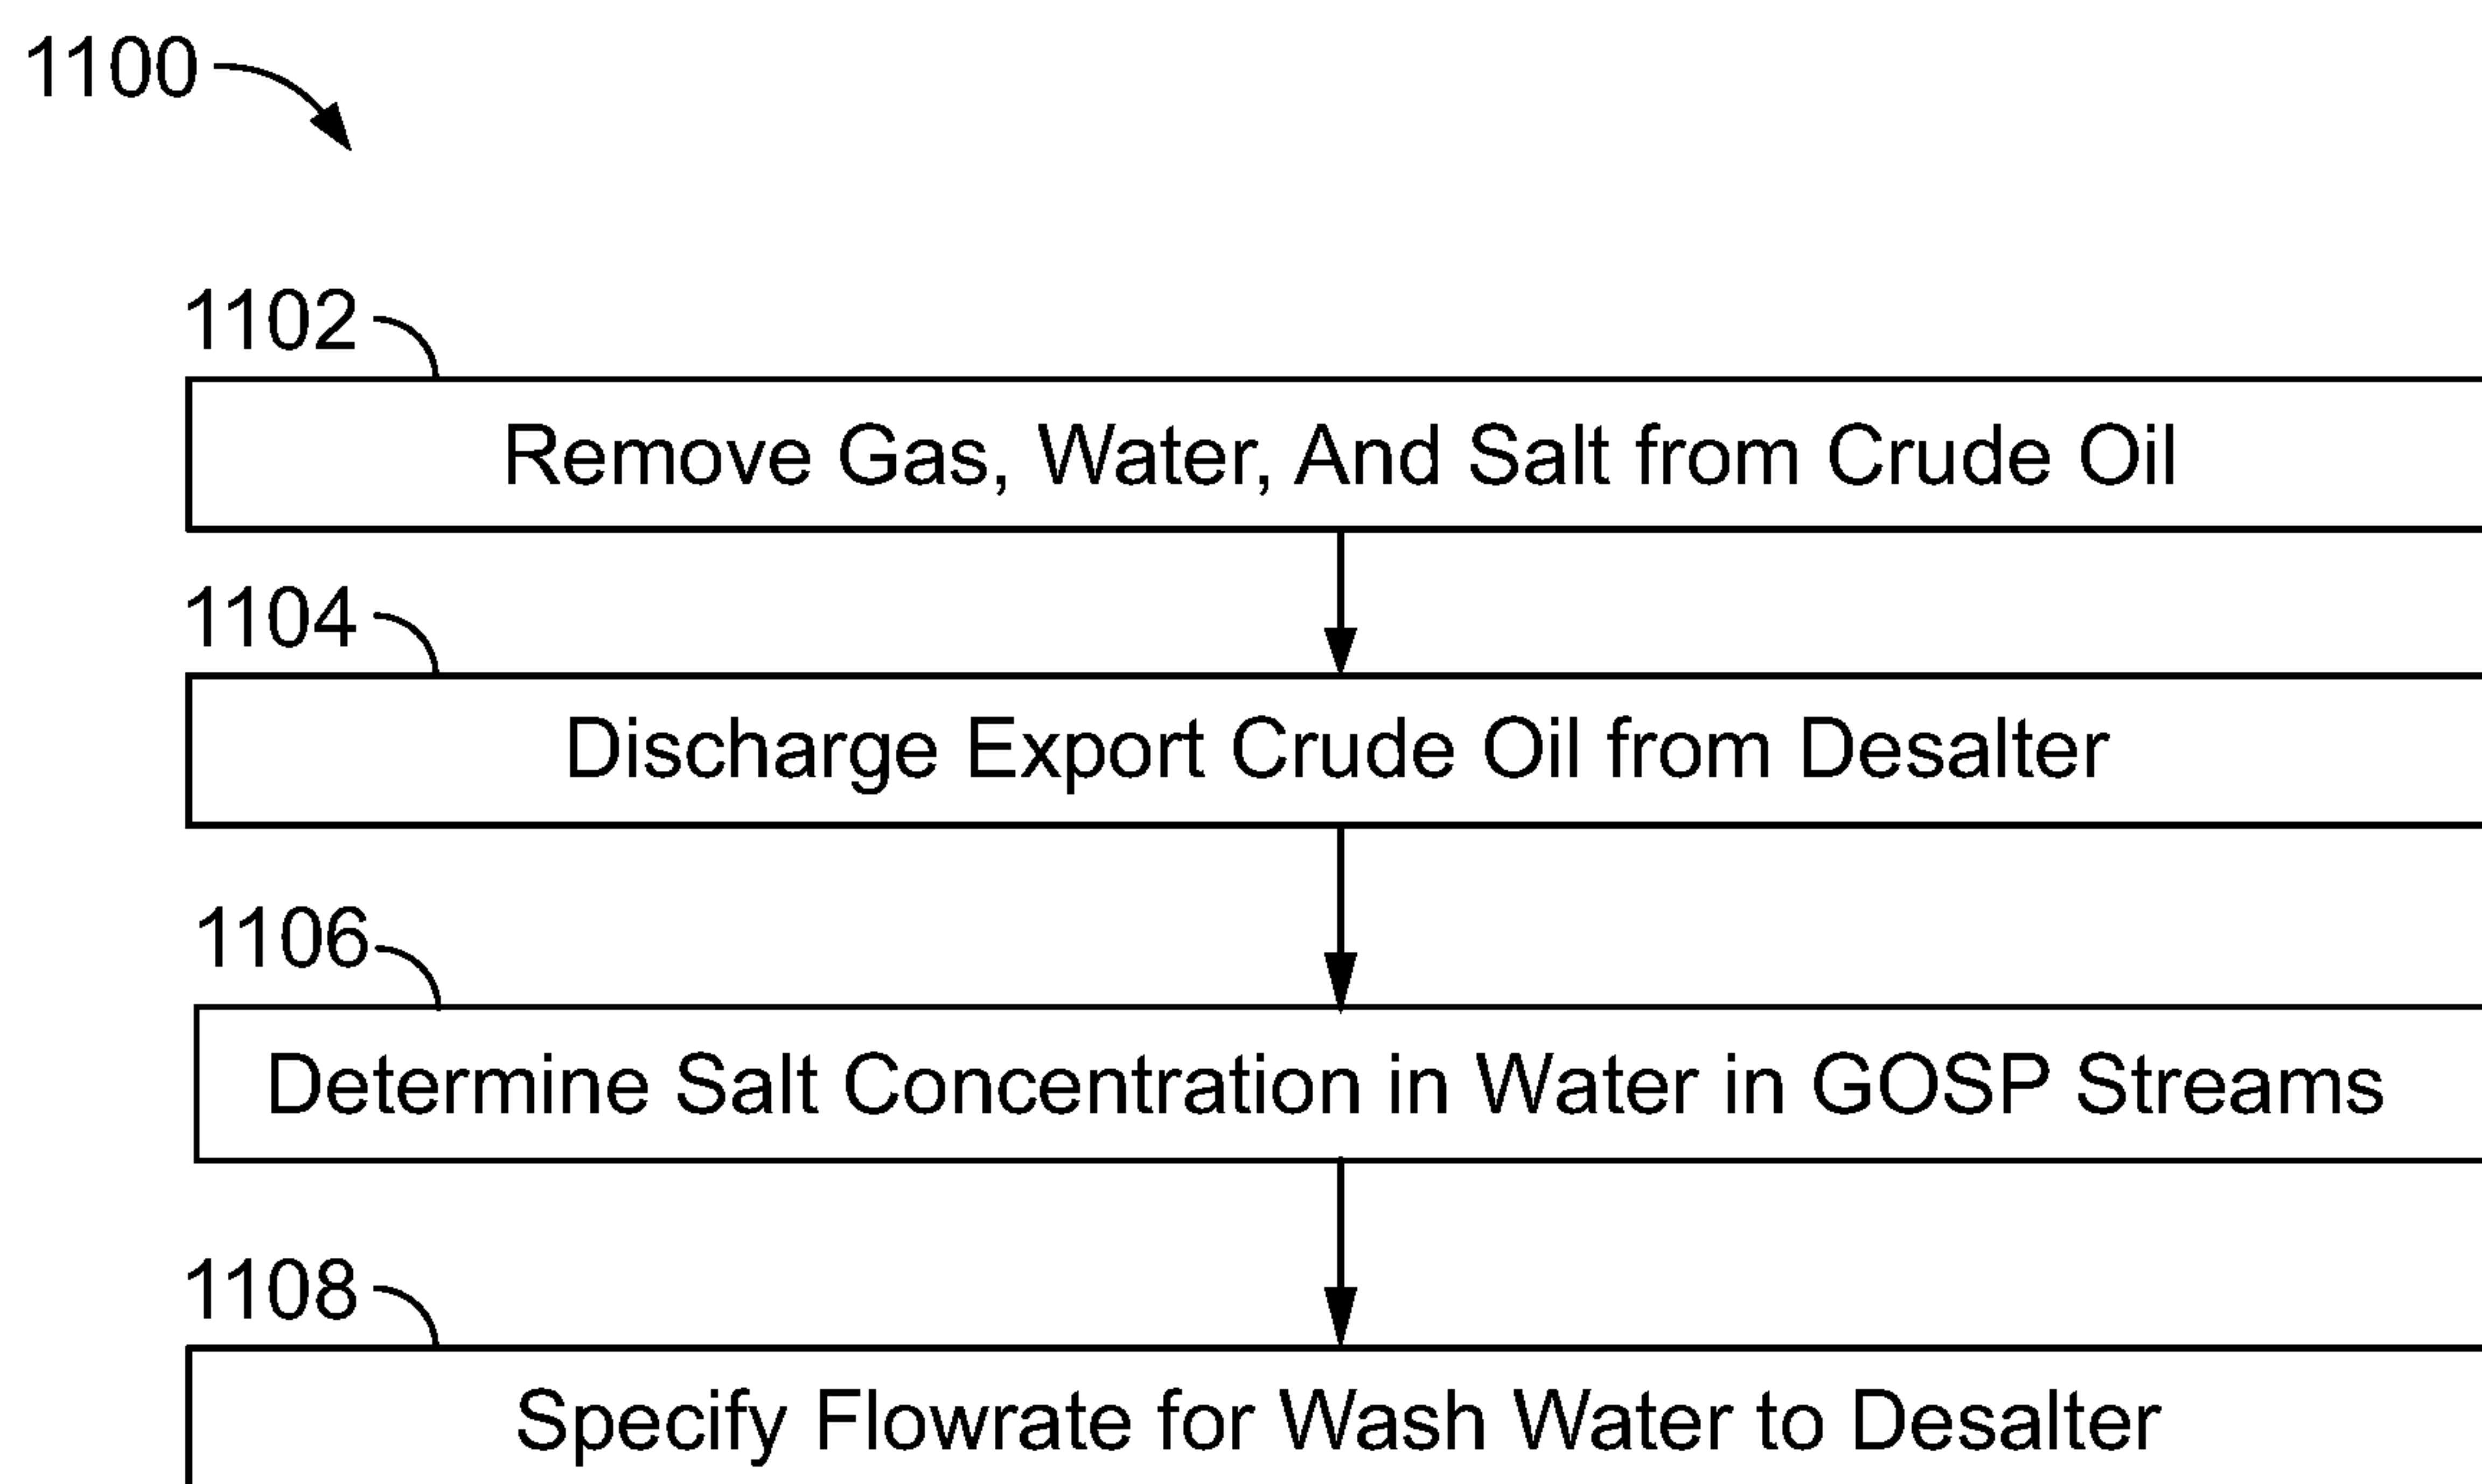 1100
1102
Remove Gas, Water, And Salt from Crude Oil
1104
Discharge Export Crude Oil from Desalter
1106
Determine Salt Concentration in Water in GOSP Streams
1108
Specify Flowrate for Wash Water to Desalter